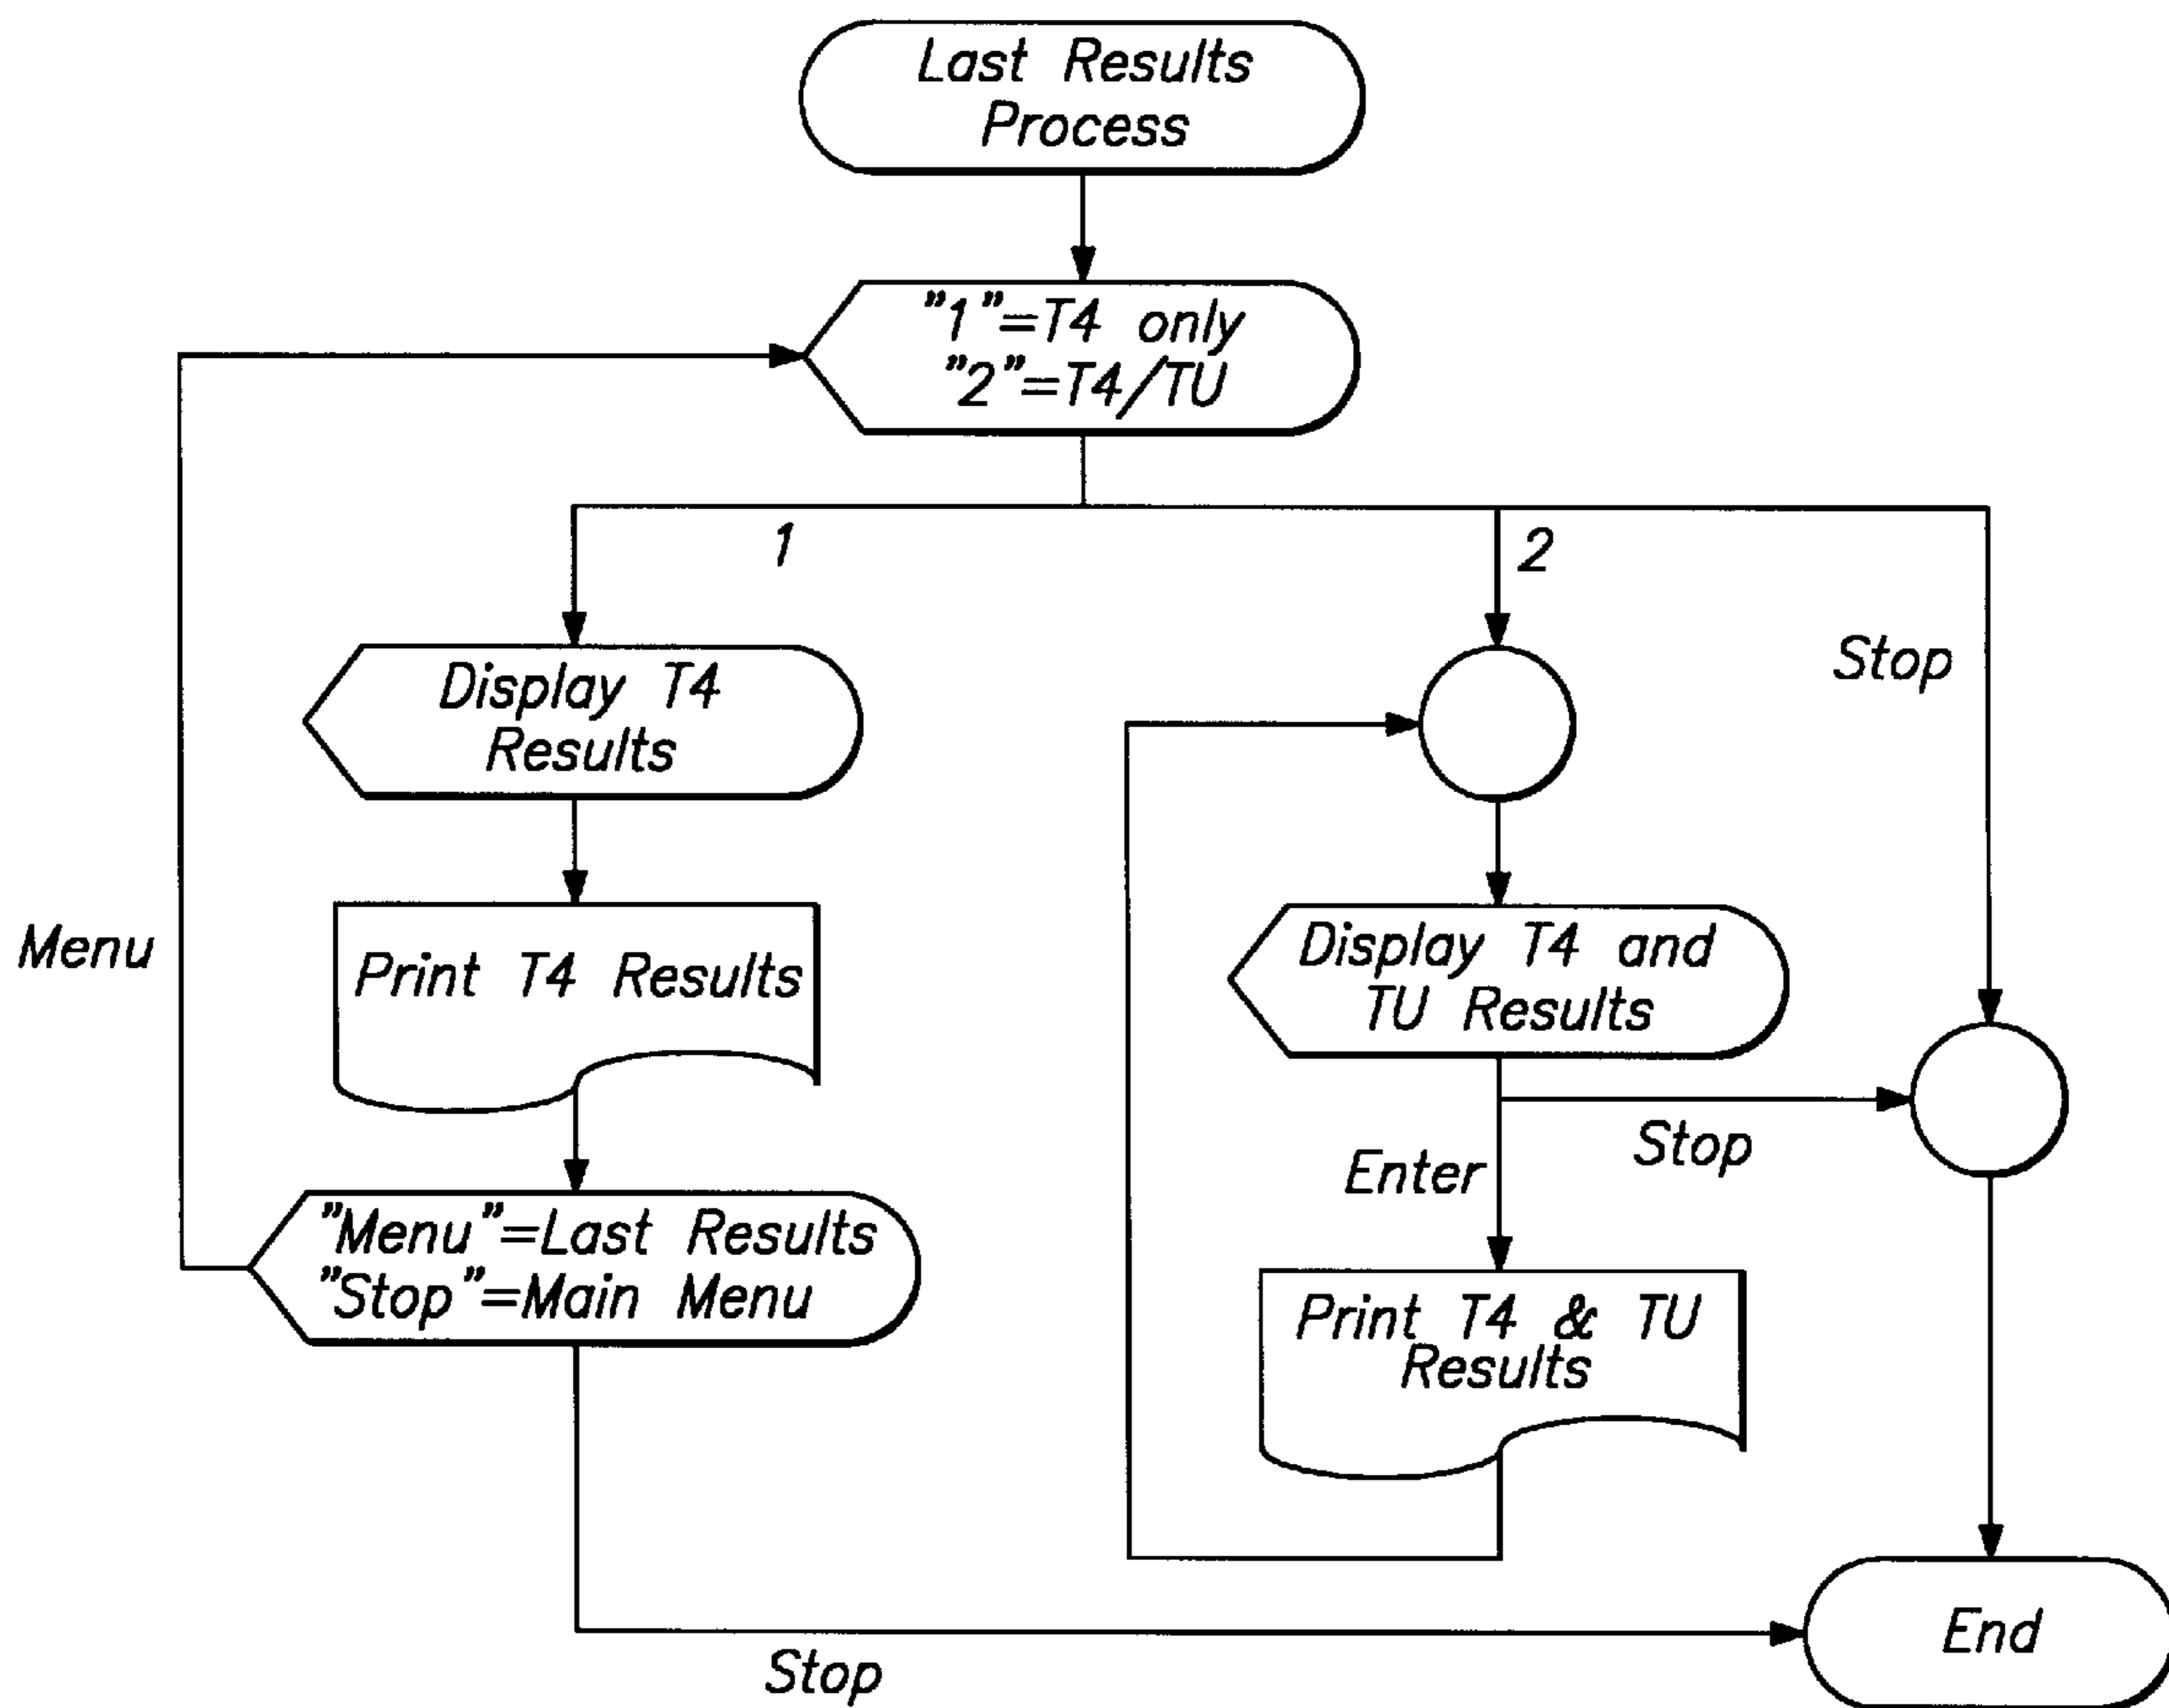 Last Results
Process
"1"=T4 only
"2"=T4/TU
1
2
Stop
Display T4
Results
Menu
Print T4 Results
Display T4 and
TU Results
Stop
Enter
"Menu"=Last Results
"Stop"=Main Menu
Print T4 & TU
Results
End
Stop